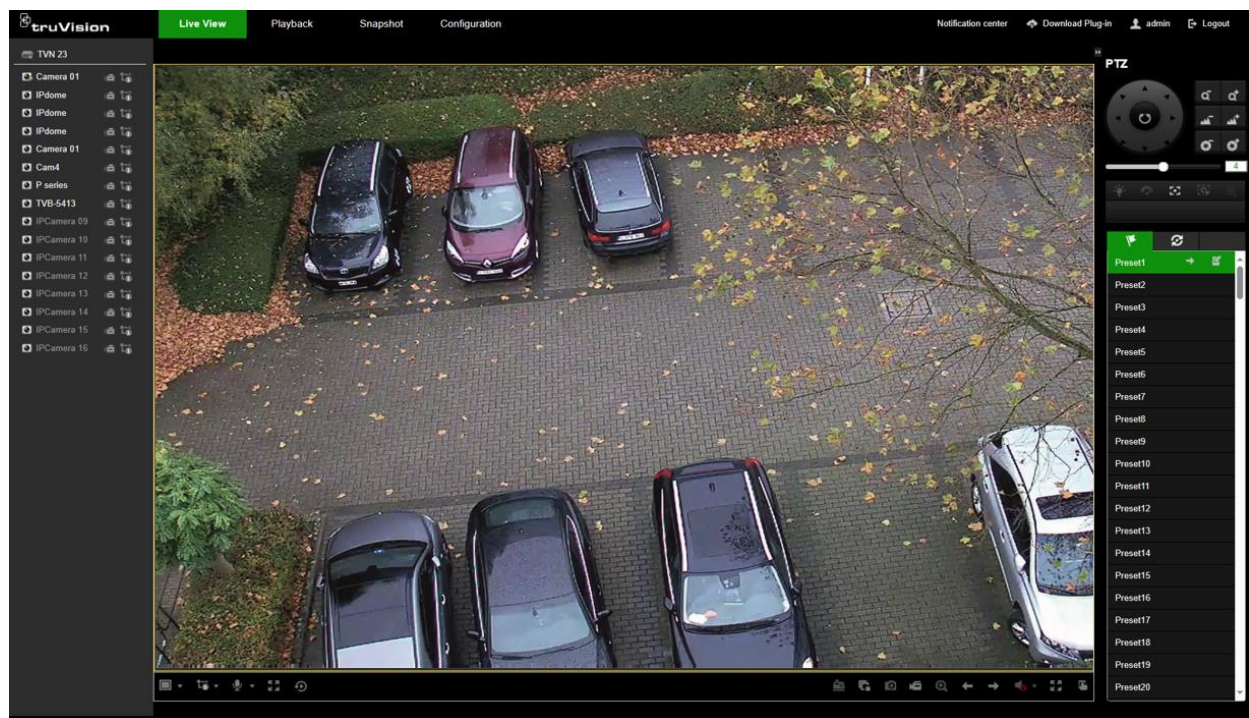 truVision
Live View Playback Snapshot Configuration Notification center Download Plug-in admin Logout
TVN 23
Camera 01
IPdome
IPdome
IPdome
Camera 01
Cam4
P series
TVB-5413
IPCamera 09
IPCamera 10
IPCamera 11
IPCamera 12
IPCamera 13
IPCamera 14
IPCamera 15
IPCamera 16
PTZ
4
Preset1
Preset2
Preset3
Preset4
Preset5
Preset6
Preset7
Preset8
Preset9
Preset10
Preset11
Preset12
Preset13
Preset14
Preset15
Preset16
Preset17
Preset18
Preset19
Preset20